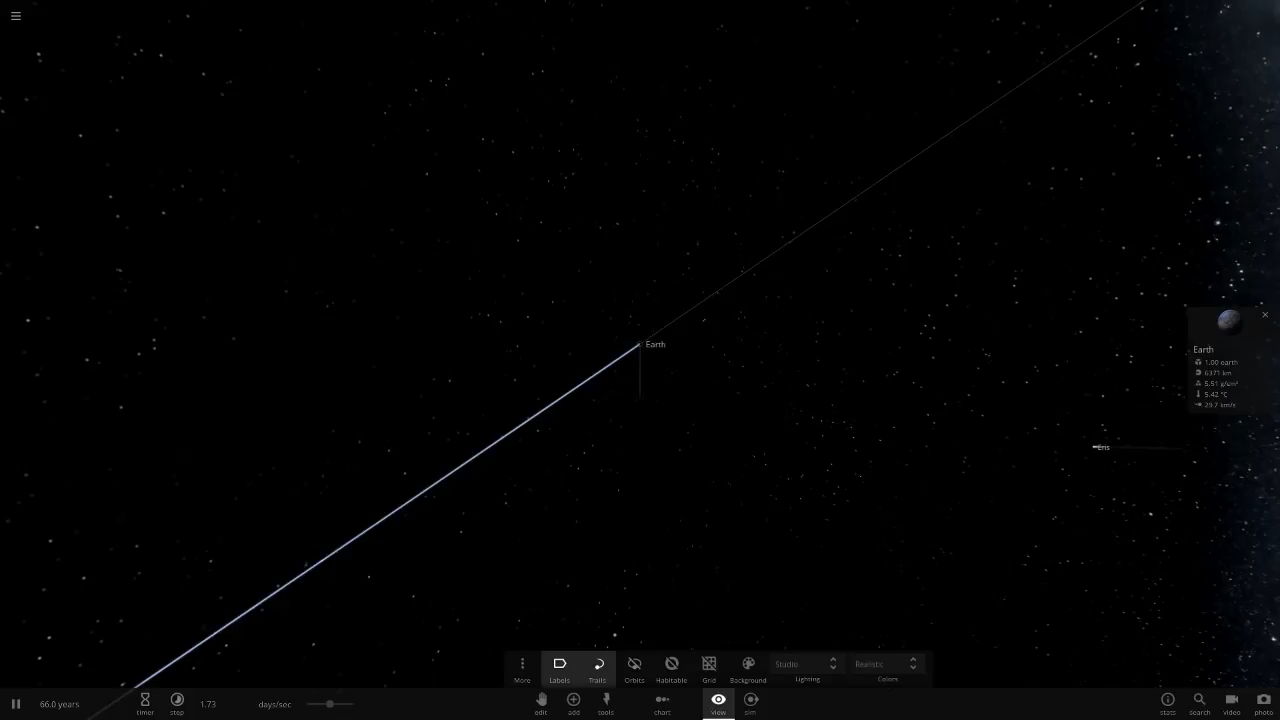 Earth
Earth
1.00 earth
6371 km
5.51 g/cm³
5.42 °C
29.7 km/s
Eris
More
Labels
Trails
Orbits
Habitable
Grid
Background
Studio
Lighting
Realistic
Colors
66.0 years
timer
step
1.73
days/sec
edit
add
tools
chart
view
sim
stats
search
video
photo